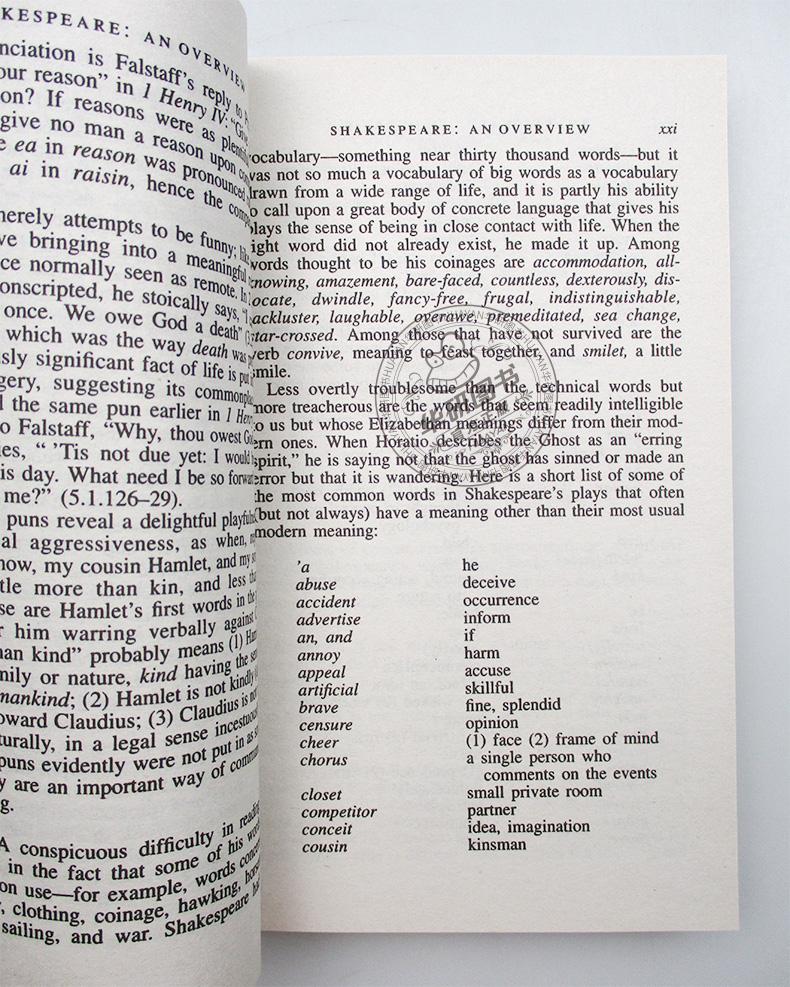 KESPEARE: AN OVERVIEW
nciation is Falstaff's reply to
our reason" in 1 Henry IV:
on? If reasons were as
give no man a reason upon
e ea in reason was pronounced
ai in raisin, hence the
merely attempts to be funny;
ve bringing into a meaningful
ce normally seen as remote. In
onscripted, he stoically says,
once. We owe God a death"
which was the way death was
usly significant fact of life is put
gery, suggesting its
d the same pun earlier in 1
o Falstaff, "Why, thou owest
ies, " 'Tis not due yet: I would
is day. What need I be so
me?" (5.1.126–29).
puns reveal a delightful
al aggressiveness, as when,
now, my cousin Hamlet, and my
tle more than kin, and less
se are Hamlet's first words in the
r him warring verbally against
han kind" probably means (1)
mily or nature, kind having the
mankind; (2) Hamlet is not kindly
oward Claudius; (3) Claudius is
turally, in a legal sense
puns evidently were not put in as
y are an important way of
g.
A conspicuous difficulty in reading
in the fact that some of his
on use—for example, words
, clothing, coinage, hawking,
sailing, and war. Shakespeare
SHAKESPEARE: AN OVERVIEW xxi
vocabulary—something near thirty thousand words—but it
was not so much a vocabulary of big words as a vocabulary
drawn from a wide range of life, and it is partly his ability
to call upon a great body of concrete language that gives his
plays the sense of being in close contact with life. When the
right word did not already exist, he made it up. Among
words thought to be his coinages are accommodation, all-
knowing, amazement, bare-faced, countless, dexterously, dis-
locate, dwindle, fancy-free, frugal, indistinguishable,
lackluster, laughable, overawe, premeditated, sea change,
star-crossed. Among those that have not survived are the
verb convive, meaning to feast together, and smilet, a little
smile.
Less overtly troublesome than the technical words but
more treacherous are the words that seem readily intelligible
to us but whose Elizabethan meanings differ from their mod-
ern ones. When Horatio describes the Ghost as an "erring
spirit," he is saying not that the ghost has sinned or made an
error but that it is wandering. Here is a short list of some of
the most common words in Shakespeare's plays that often
(but not always) have a meaning other than their most usual
modern meaning:
'a he
abuse deceive
accident occurrence
advertise inform
an, and if
annoy harm
appeal accuse
artificial skillful
brave fine, splendid
censure opinion
cheer (1) face (2) frame of mind
chorus a single person who
comments on the events
closet small private room
competitor partner
conceit idea, imagination
cousin kinsman
华研图书